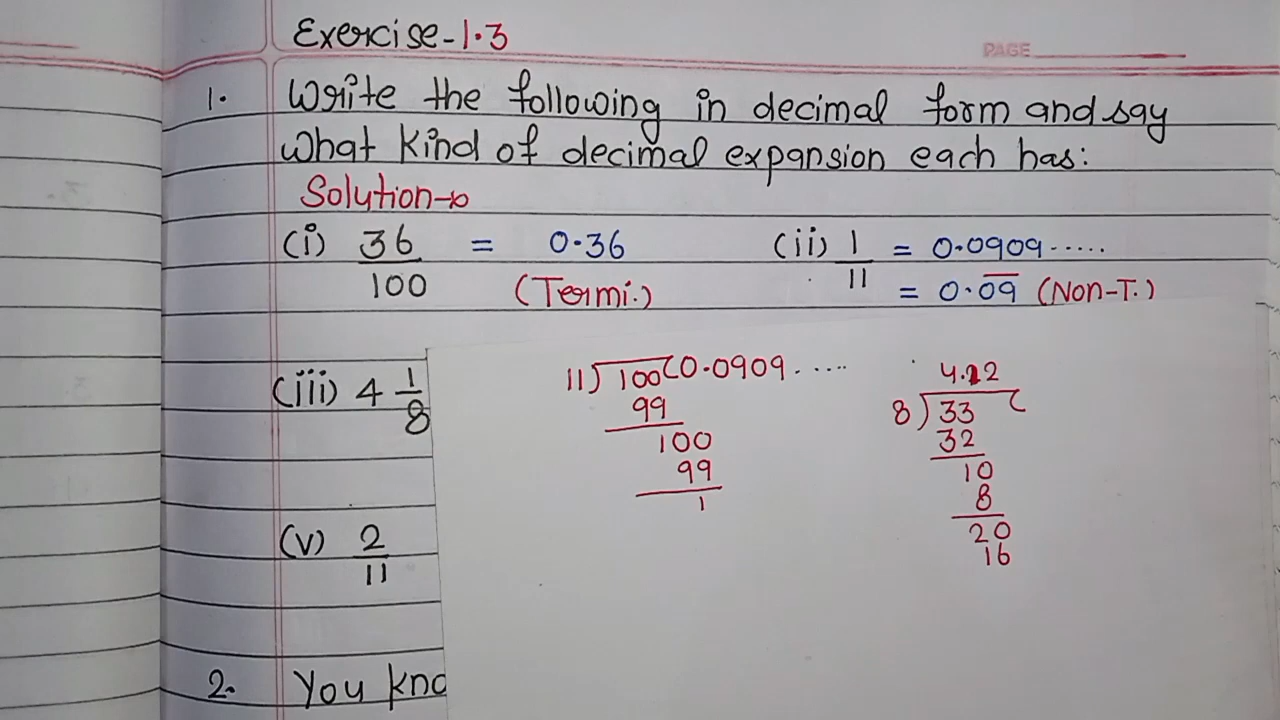 Exercise-1.3
PAGE
1. Write the following in decimal form and say
what kind of decimal expansion each has:
Solution→
(i) 36/100 = 0.36 (Termi.)
(ii) 1/11 = 0.0909.....
= 0.0̅9̅ (Non-T.)
(iii) 4 1/8
11) 100 (0.0909.....
99
100
99
1
4.12
8) 33 (
32
10
8
20
16
(v) 2/11
2. You kno